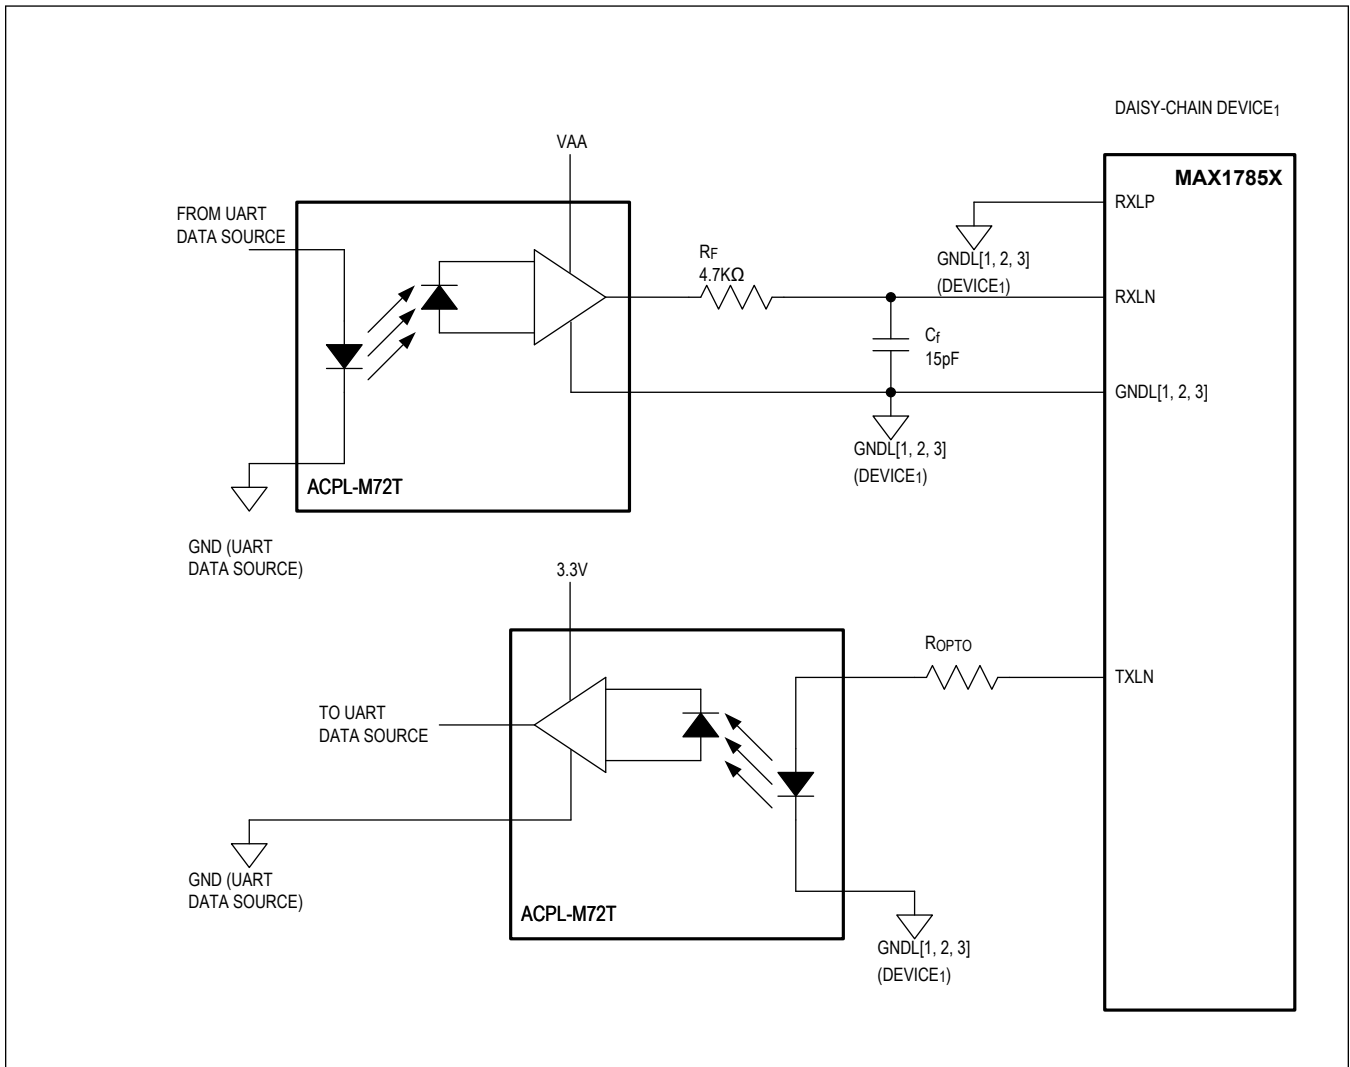 DAISY-CHAIN DEVICE1
VAA
MAX1785X
FROM UART
DATA SOURCE
RXLP
RF
4.7KΩ
GNDL[1, 2, 3]
(DEVICE1)
RXLN
Cf
15pF
GNDL[1, 2, 3]
GNDL[1, 2, 3]
(DEVICE1)
ACPL-M72T
GND (UART
DATA SOURCE)
3.3V
ROPTO
TXLN
TO UART
DATA SOURCE
GND (UART
DATA SOURCE)
ACPL-M72T
GNDL[1, 2, 3]
(DEVICE1)